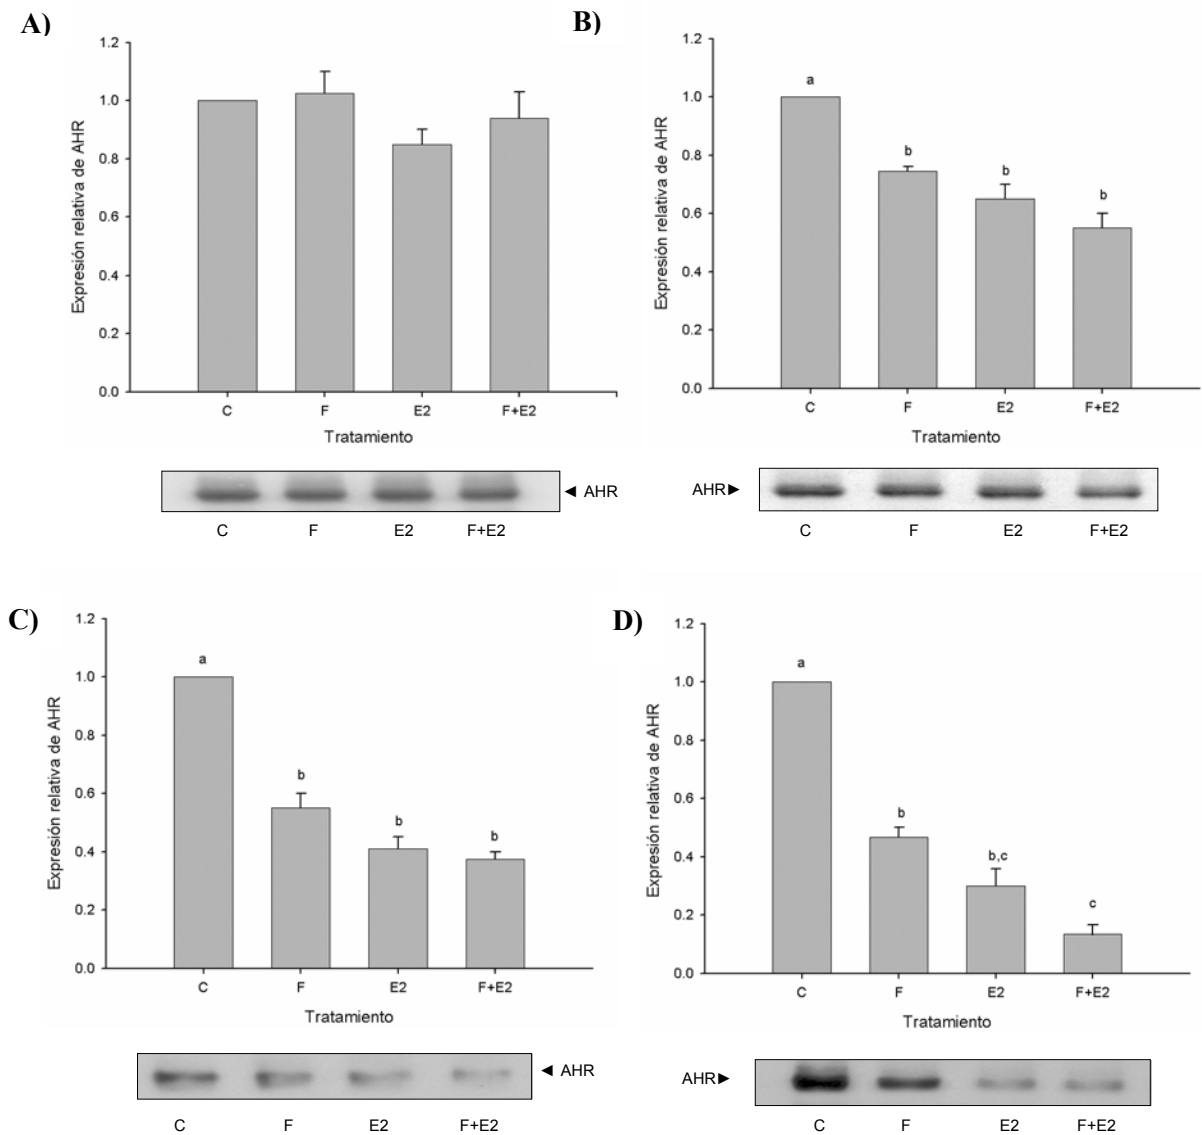 A)
Expresión relativa de AHR
1.2
1.0
0.8
0.6
0.4
0.2
0.0
C F E2 F+E2
Tratamiento
◄ AHR
C F E2 F+E2
B)
Expresión relativa de AHR
1.2
1.0
0.8
0.6
0.4
0.2
0.0
a
b
b
b
C F E2 F+E2
Tratamiento
AHR►
C F E2 F+E2
C)
Expresión relativa de AHR
1.2
1.0
0.8
0.6
0.4
0.2
0.0
a
b
b
b
C F E2 F+E2
Tratamiento
◄ AHR
C F E2 F+E2
D)
Expresión relativa de AHR
1.2
1.0
0.8
0.6
0.4
0.2
0.0
a
b
b,c
c
C F E2 F+E2
Tratamiento
AHR►
C F E2 F+E2